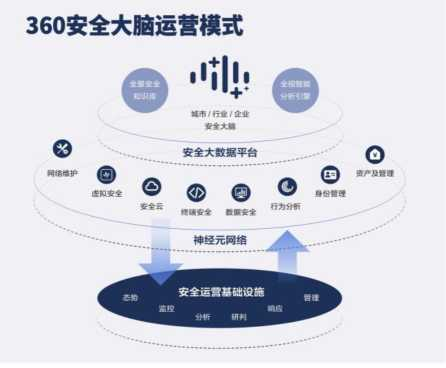 360安全大脑运营模式
全景安全
知识库
全视智能
分析引擎
城市 / 行业 / 企业
安全大脑
安全大数据平台
网络维护
虚拟安全
安全云
终端安全
数据安全
行为分析
身份管理
资产及管理
神经元网络
安全运营基础设施
态势
监控
分析
研判
响应
管理